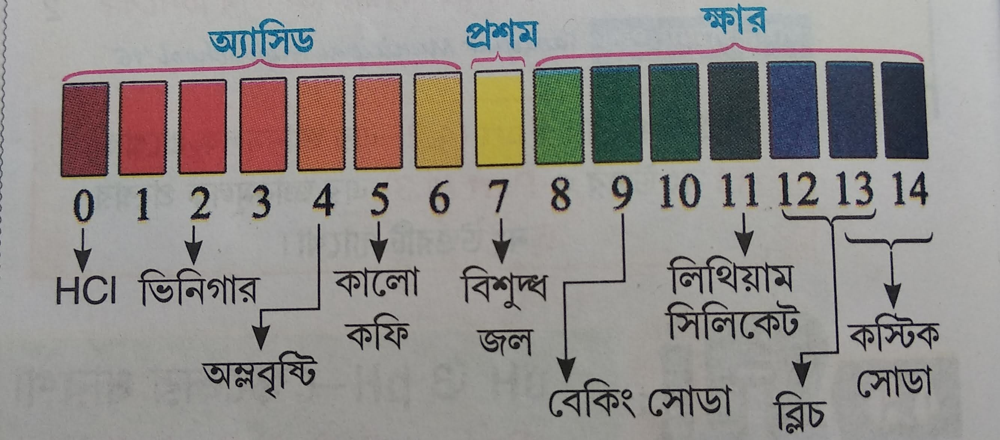 অ্যাসিড প্রশম ক্ষার
0 1 2 3 4 5 6 7 8 9 10 11 12 13 14
HCl ভিনিগার
অম্লবৃষ্টি
কালো
কফি
বিশুদ্ধ
জল
বেকিং সোডা
লিথিয়াম
সিলিকেট
ব্লিচ
কস্টিক
সোডা